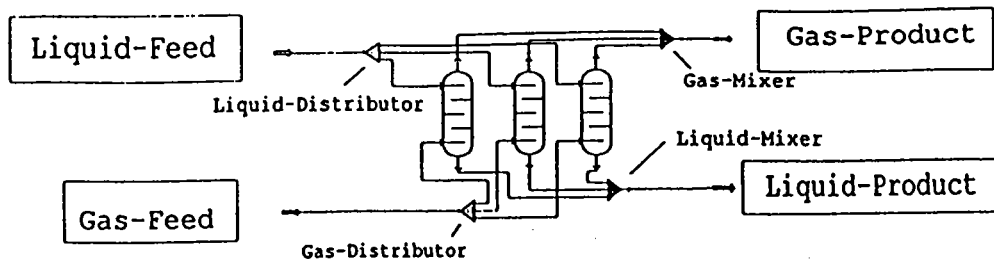 Liquid-Feed
Gas-Product
Gas-Mixer
Liquid-Distributor
Liquid-Mixer
Liquid-Product
Gas-Feed
Gas-Distributor